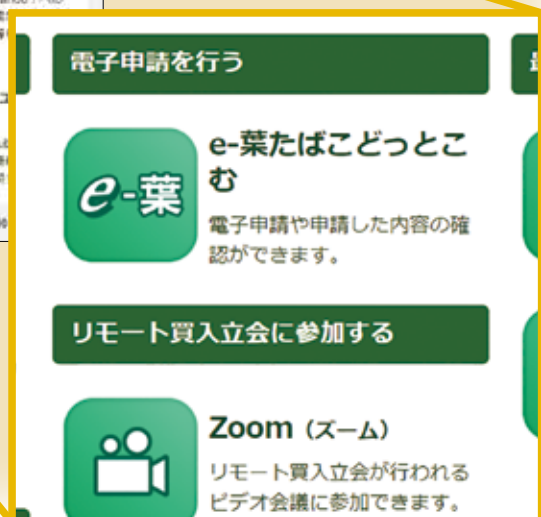 電子申請を行う
e-葉
e-葉たばこどっとこ
む
電子申請や申請した内容の確
認ができます。
リモート買入立会に参加する
Zoom（ズーム）
リモート買入立会が行われる
ビデオ会議に参加できます。